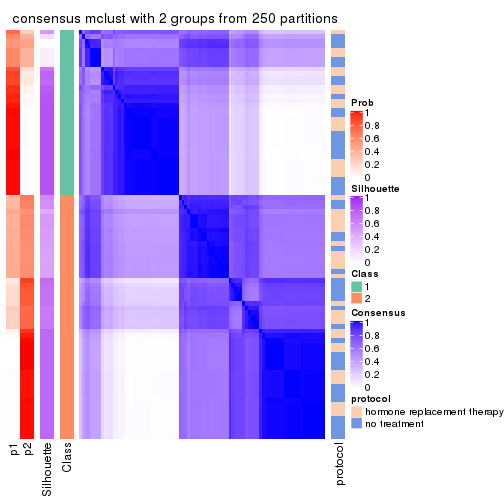 consensus mclust with 2 groups from 250 partitions
Prob
1
0.8
0.6
0.4
0.2
0
Silhouette
1
0.8
0.6
0.4
0.2
0
Class
1
2
Consensus
1
0.8
0.6
0.4
0.2
0
protocol
hormone replacement therapy
no treatment
p1
p2
Silhouette
Class
protocol